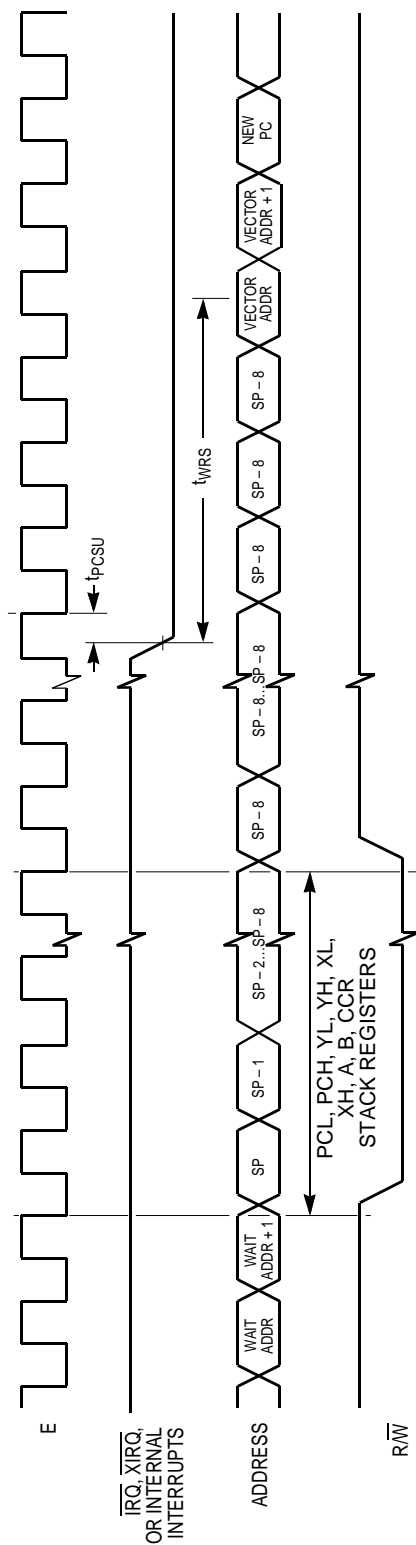 E
IRQ, XIRQ,
OR INTERNAL
INTERRUPTS
tPCSU
tWRS
ADDRESS
WAIT
ADDR
WAIT
ADDR + 1
SP
SP – 1
SP – 2...SP – 8
SP – 8
SP – 8...SP – 8
SP – 8
SP – 8
SP – 8
VECTOR
ADDR
VECTOR
ADDR + 1
NEW
PC
PCL, PCH, YL, YH, XL,
XH, A, B, CCR
STACK REGISTERS
R/W